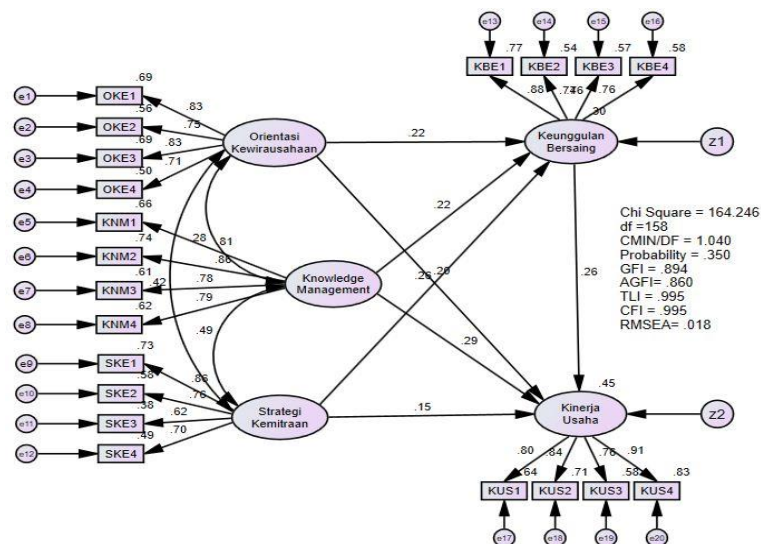 e13
e14
e15
e16
.77
.54
.57
.58
KBE1
KBE2
KBE3
KBE4
.88
.76
.76
.30
Keunggulan
Bersaing
z1
e1
OKE1
.69
.83
e2
OKE2
.56
.75
e3
OKE3
.69
.83
e4
OKE4
.50
.71
Orientasi
Kewirausahaan
.22
e5
KNM1
.66
.81
.28
e6
KNM2
.74
.86
e7
KNM3
.61
.78
.42
e8
KNM4
.62
.79
Knowledge
Management
.22
.26
.20
.29
.49
e9
SKE1
.73
.86
e10
SKE2
.58
.76
e11
SKE3
.38
.62
e12
SKE4
.49
.70
Strategi
Kemitraan
.15
.26
Chi Square = 164.246
df =158
CMIN/DF = 1.040
Probability = .350
GFI = .894
AGFI= .860
TLI = .995
CFI = .995
RMSEA= .018
.45
Kinerja
Usaha
z2
.80
.84
.76
.91
.64
.71
.58
.83
KUS1
KUS2
KUS3
KUS4
e17
e18
e19
e20